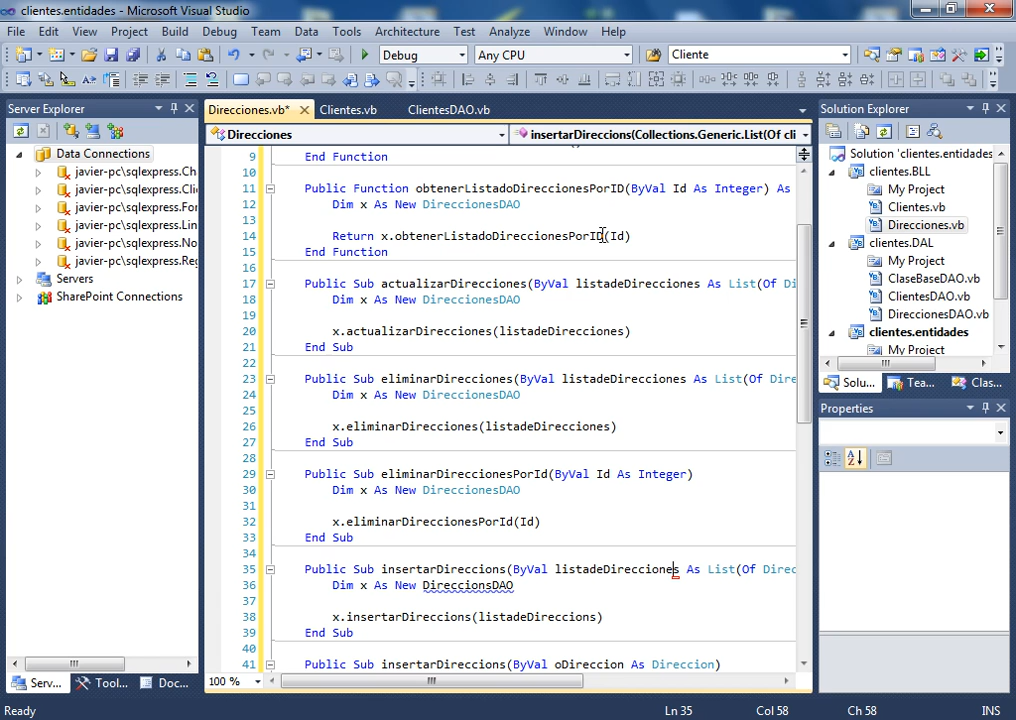 clientes.entidades - Microsoft Visual Studio
File Edit View Project Build Debug Team Data Tools Architecture Test Analyze Window Help
Debug Any CPU Cliente
Server Explorer
Data Connections
javier-pc\sqlexpress.Ch
javier-pc\sqlexpress.Cli
javier-pc\sqlexpress.For
javier-pc\sqlexpress.Lin
javier-pc\sqlexpress.No
javier-pc\sqlexpress.Reg
Servers
SharePoint Connections
Serv... Tool... Doc...
Direcciones.vb* Clientes.vb ClientesDAO.vb
Direcciones insertarDireccions(Collections.Generic.List(Of cli
9 End Function
10
11 Public Function obtenerListadoDireccionesPorID(ByVal Id As Integer) As
12 Dim x As New DireccionesDAO
13
14 Return x.obtenerListadoDireccionesPorID(Id)
15 End Function
16
17 Public Sub actualizarDirecciones(ByVal listadeDirecciones As List(Of Di
18 Dim x As New DireccionesDAO
19
20 x.actualizarDirecciones(listadeDirecciones)
21 End Sub
22
23 Public Sub eliminarDirecciones(ByVal listadeDirecciones As List(Of Dire
24 Dim x As New DireccionesDAO
25
26 x.eliminarDirecciones(listadeDirecciones)
27 End Sub
28
29 Public Sub eliminarDireccionesPorId(ByVal Id As Integer)
30 Dim x As New DireccionesDAO
31
32 x.eliminarDireccionesPorId(Id)
33 End Sub
34
35 Public Sub insertarDireccions(ByVal listadeDirecciones As List(Of Direc
36 Dim x As New DireccionsDAO
37
38 x.insertarDireccions(listadeDireccions)
39 End Sub
40
41 Public Sub insertarDireccions(ByVal oDireccion As Direccion)
100 %
Solution Explorer
Solution 'clientes.entidades
clientes.BLL
My Project
Clientes.vb
Direcciones.vb
clientes.DAL
My Project
ClaseBaseDAO.vb
ClientesDAO.vb
DireccionesDAO.vb
clientes.entidades
My Project
Solu... Tea... Clas...
Properties
Ready Ln 35 Col 58 Ch 58 INS